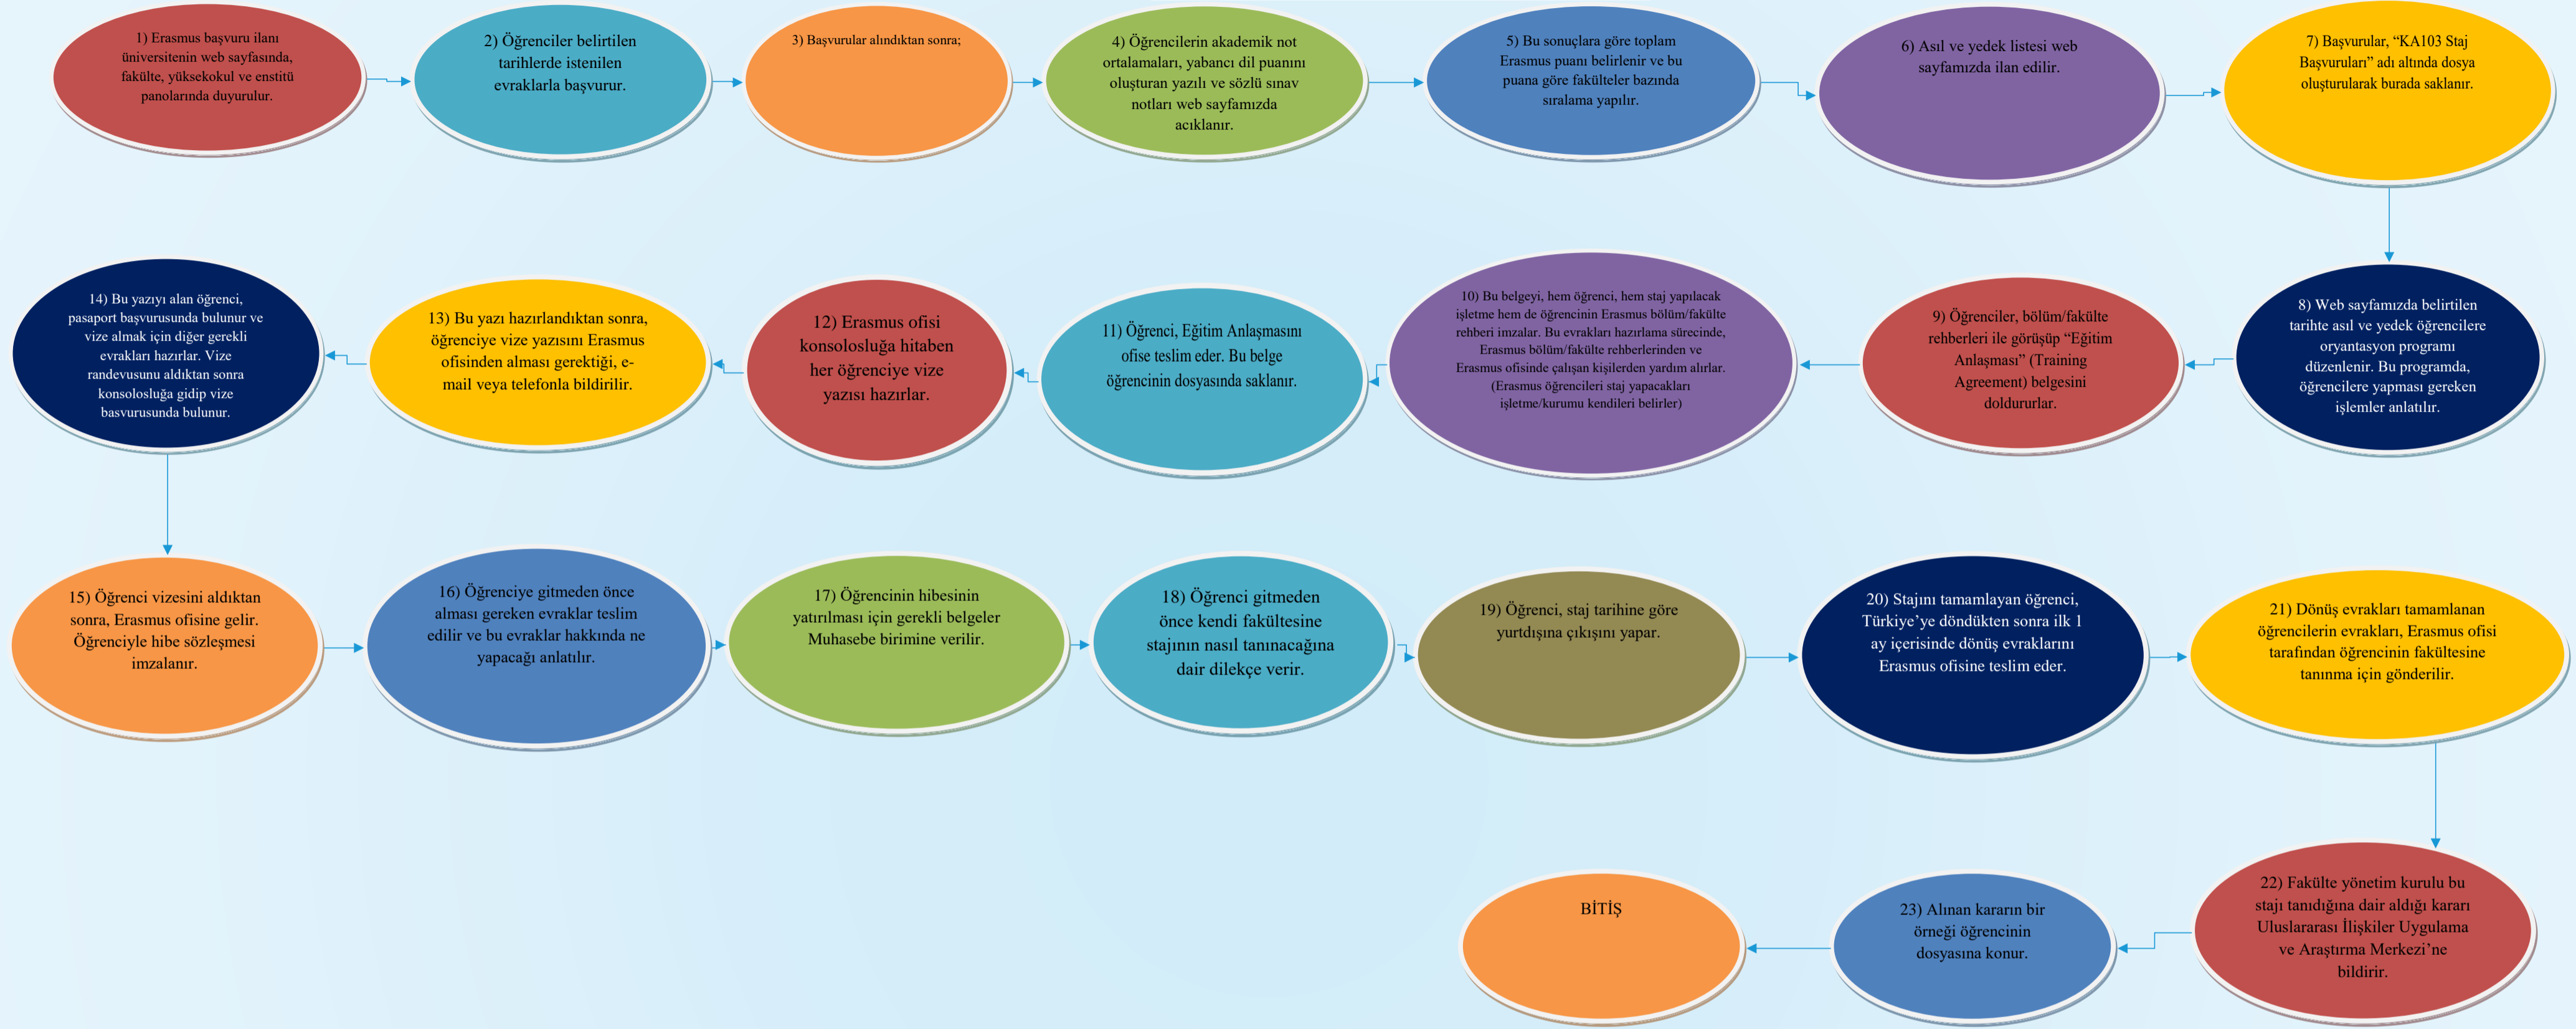 1) Erasmus başvuru ilanı
üniversitenin web sayfasında,
fakülte, yüksekokul ve enstitü
panolarında duyurulur.
2) Öğrenciler belirtilen
tarihlerde istenilen
evraklarla başvurur.
3) Başvurular alındıktan sonra;
4) Öğrencilerin akademik not
ortalamaları, yabancı dil puanını
oluşturan yazılı ve sözlü sınav
notları web sayfamızda
acıklanır.
5) Bu sonuçlara göre toplam
Erasmus puanı belirlenir ve bu
puana göre fakülteler bazında
sıralama yapılır.
6) Asıl ve yedek listesi web
sayfamızda ilan edilir.
7) Başvurular, “KA103 Staj
Başvuruları” adı altında dosya
oluşturularak burada saklanır.
8) Web sayfamızda belirtilen
tarihte asıl ve yedek öğrencilere
oryantasyon programı
düzenlenir. Bu programda,
öğrencilere yapması gereken
işlemler anlatılır.
9) Öğrenciler, bölüm/fakülte
rehberleri ile görüşüp “Eğitim
Anlaşması” (Training
Agreement) belgesini
doldururlar.
10) Bu belgeyi, hem öğrenci, hem staj yapılacak
işletme hem de öğrencinin Erasmus bölüm/fakülte
rehberi imzalar. Bu evrakları hazırlama sürecinde,
Erasmus bölüm/fakülte rehberlerinden ve
Erasmus ofisinde çalışan kişilerden yardım alırlar.
(Erasmus öğrencileri staj yapacakları
işletme/kurumu kendileri belirler)
11) Öğrenci, Eğitim Anlaşmasını
ofise teslim eder. Bu belge
öğrencinin dosyasında saklanır.
12) Erasmus ofisi
konsolosluğa hitaben
her öğrenciye vize
yazısı hazırlar.
13) Bu yazı hazırlandıktan sonra,
öğrenciye vize yazısını Erasmus
ofisinden alması gerektiği, e-
mail veya telefonla bildirilir.
14) Bu yazıyı alan öğrenci,
pasaport başvurusunda bulunur ve
vize almak için diğer gerekli
evrakları hazırlar. Vize
randevusunu aldıktan sonra
konsolosluğa gidip vize
basvurusunda bulunur.
15) Öğrenci vizesini aldıktan
sonra, Erasmus ofisine gelir.
Öğrenciyle hibe sözleşmesi
imzalanır.
16) Öğrenciye gitmeden önce
alması gereken evraklar teslim
edilir ve bu evraklar hakkında ne
yapacağı anlatılır.
17) Öğrencinin hibesinin
yatırılması için gerekli belgeler
Muhasebe birimine verilir.
18) Öğrenci gitmeden
önce kendi fakültesine
stajının nasıl tanınacağına
dair dilekçe verir.
19) Öğrenci, staj tarihine göre
yurtdışına çıkışını yapar.
20) Stajını tamamlayan öğrenci,
Türkiye’ye döndükten sonra ilk 1
ay içerisinde dönüş evraklarını
Erasmus ofisine teslim eder.
21) Dönüş evrakları tamamlanan
öğrencilerin evrakları, Erasmus ofisi
tarafından öğrencinin fakültesine
tanınma için gönderilir.
22) Fakülte yönetim kurulu bu
stajı tanıdığına dair aldığı kararı
Uluslararası İlişkiler Uygulama
ve Araştırma Merkezi’ne
bildirir.
23) Alınan kararın bir
örneği öğrencinin
dosyasına konur.
BİTİŞ